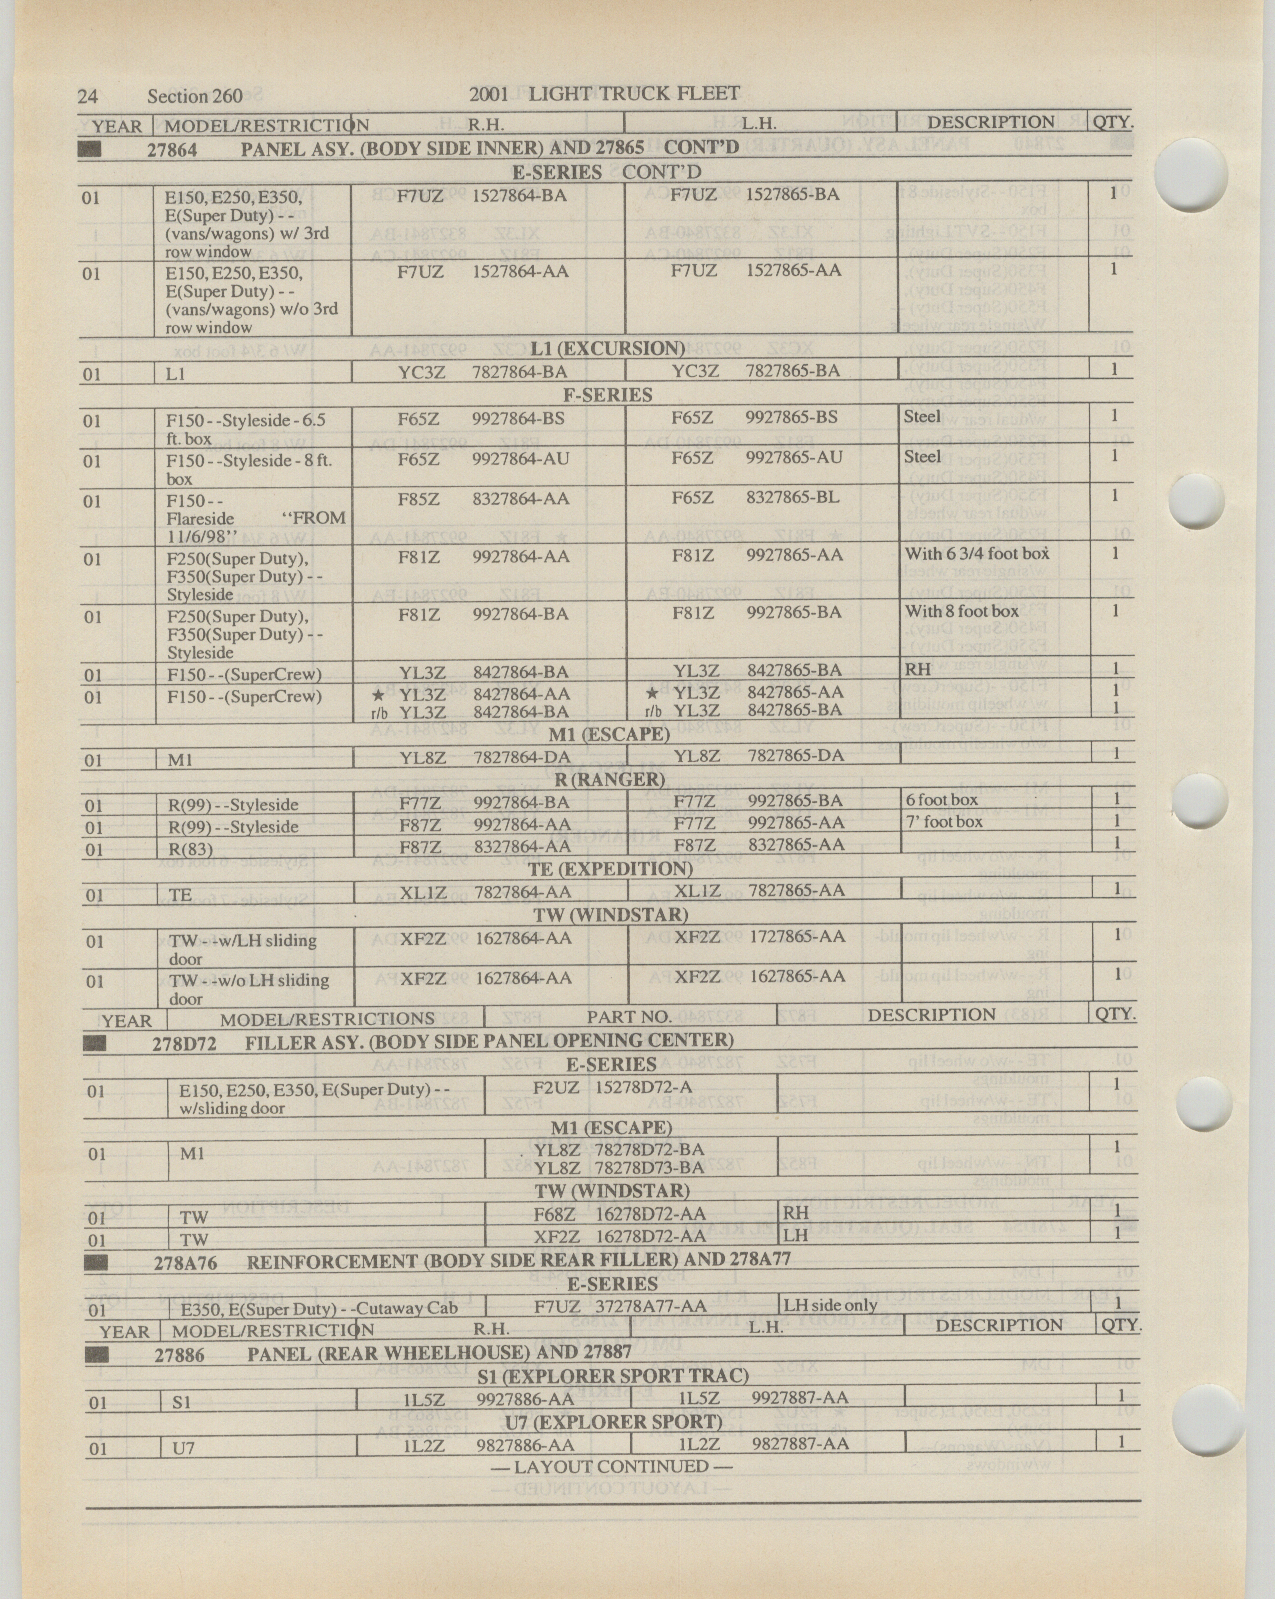 24 Section 260 2001 LIGHT TRUCK FLEET
YEAR MODEL/RESTRICTION R.H. L.H. DESCRIPTION QTY.
27864 PANEL ASY. (BODY SIDE INNER) AND 27865 CONT'D
E-SERIES CONT'D
01 E150, E250, E350, F7UZ 1527864-BA F7UZ 1527865-BA 1
E(Super Duty) - -
(vans/wagons) w/ 3rd
row window
01 E150, E250, E350, F7UZ 1527864-AA F7UZ 1527865-AA 1
E(Super Duty) - -
(vans/wagons) w/o 3rd
row window
L1 (EXCURSION)
01 L1 YC3Z 7827864-BA YC3Z 7827865-BA 1
F-SERIES
01 F150 - -Styleside - 6.5 F65Z 9927864-BS F65Z 9927865-BS Steel 1
ft. box
01 F150 - -Styleside - 8 ft. F65Z 9927864-AU F65Z 9927865-AU Steel 1
box
01 F150 - - F85Z 8327864-AA F65Z 8327865-BL 1
Flareside "FROM
11/6/98"
01 F250(Super Duty), F81Z 9927864-AA F81Z 9927865-AA With 6 3/4 foot box 1
F350(Super Duty) - -
Styleside
01 F250(Super Duty), F81Z 9927864-BA F81Z 9927865-BA With 8 foot box 1
F350(Super Duty) - -
Styleside
01 F150 - -(SuperCrew) YL3Z 8427864-BA YL3Z 8427865-BA RH 1
01 F150 - -(SuperCrew) ★ YL3Z 8427864-AA ★ YL3Z 8427865-AA 1
r/b YL3Z 8427864-BA r/b YL3Z 8427865-BA 1
M1 (ESCAPE)
01 M1 YL8Z 7827864-DA YL8Z 7827865-DA 1
R (RANGER)
01 R(99) - -Styleside F77Z 9927864-BA F77Z 9927865-BA 6 foot box 1
01 R(99) - -Styleside F87Z 9927864-AA F77Z 9927865-AA 7' foot box 1
01 R(83) F87Z 8327864-AA F87Z 8327865-AA 1
TE (EXPEDITION)
01 TE XL1Z 7827864-AA XL1Z 7827865-AA 1
TW (WINDSTAR)
01 TW - -w/LH sliding XF2Z 1627864-AA XF2Z 1727865-AA 1
door
01 TW - -w/o LH sliding XF2Z 1627864-AA XF2Z 1627865-AA 1
door
YEAR MODEL/RESTRICTIONS PART NO. DESCRIPTION QTY.
278D72 FILLER ASY. (BODY SIDE PANEL OPENING CENTER)
E-SERIES
01 E150, E250, E350, E(Super Duty) - - F2UZ 15278D72-A 1
w/sliding door
M1 (ESCAPE)
01 M1 YL8Z 78278D72-BA 1
YL8Z 78278D73-BA
TW (WINDSTAR)
01 TW F68Z 16278D72-AA RH 1
01 TW XF2Z 16278D72-AA LH 1
278A76 REINFORCEMENT (BODY SIDE REAR FILLER) AND 278A77
E-SERIES
01 E350, E(Super Duty) - -Cutaway Cab F7UZ 37278A77-AA LH side only 1
YEAR MODEL/RESTRICTION R.H. L.H. DESCRIPTION QTY.
27886 PANEL (REAR WHEELHOUSE) AND 27887
S1 (EXPLORER SPORT TRAC)
01 S1 1L5Z 9927886-AA 1L5Z 9927887-AA 1
U7 (EXPLORER SPORT)
01 U7 1L2Z 9827886-AA 1L2Z 9827887-AA 1
— LAYOUT CONTINUED —